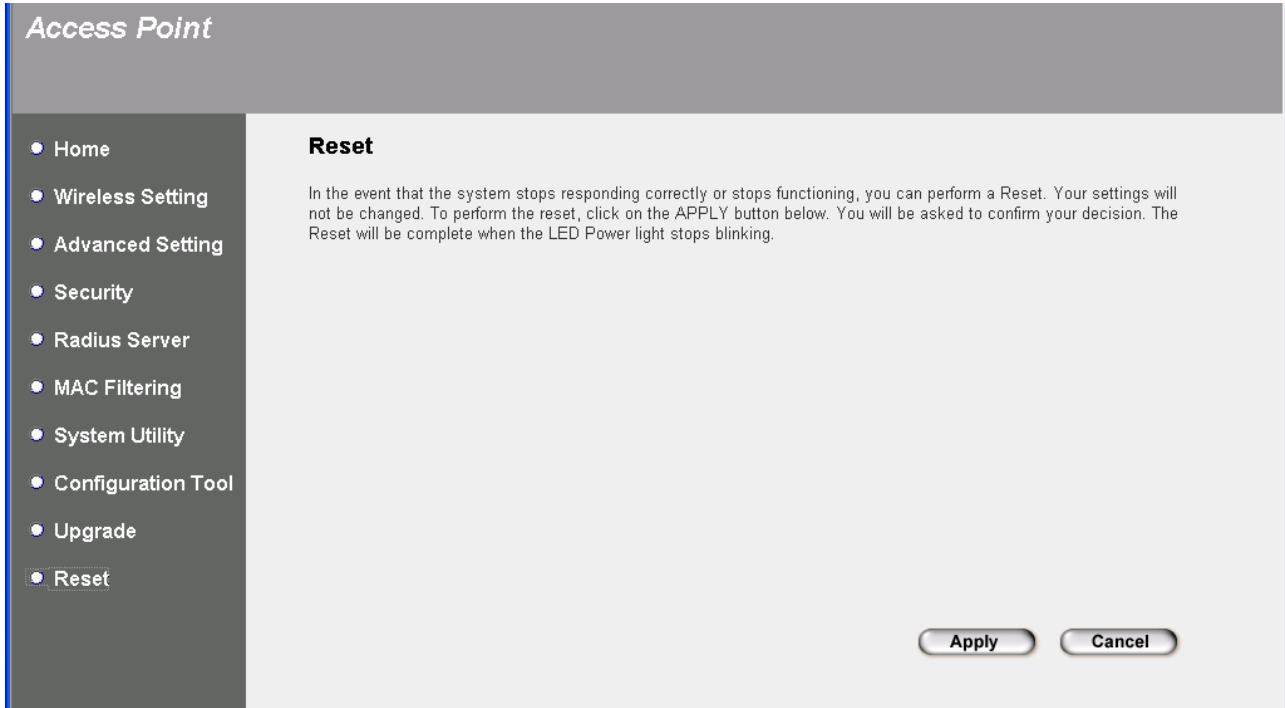 Access Point
Home
Wireless Setting
Advanced Setting
Security
Radius Server
MAC Filtering
System Utility
Configuration Tool
Upgrade
Reset
Reset
In the event that the system stops responding correctly or stops functioning, you can perform a Reset. Your settings will
not be changed. To perform the reset, click on the APPLY button below. You will be asked to confirm your decision. The
Reset will be complete when the LED Power light stops blinking.
Apply
Cancel